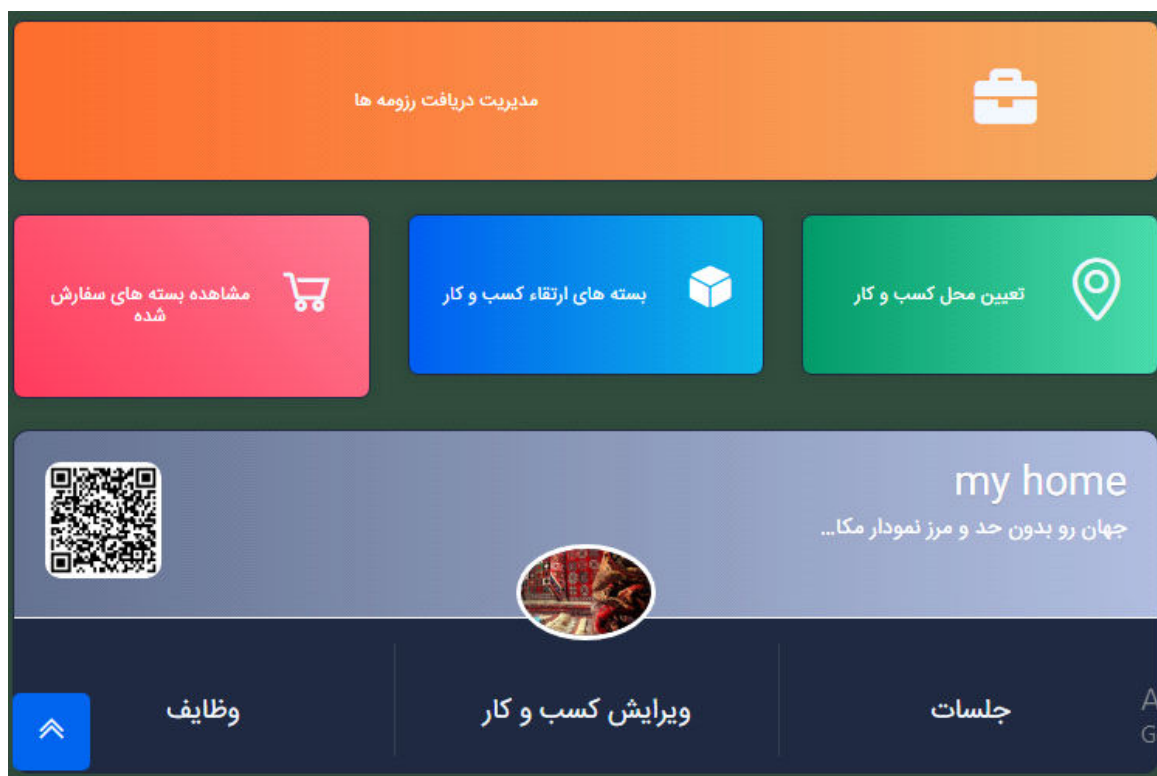 مدیریت دریافت رزومه ها
تعیین محل کسب و کار
بسته های ارتقاء کسب و کار
مشاهده بسته های سفارش
شده
my home
جهان رو بدون حد و مرز نمودار مکا...
جلسات
ویرایش کسب و کار
وظایف
A
G